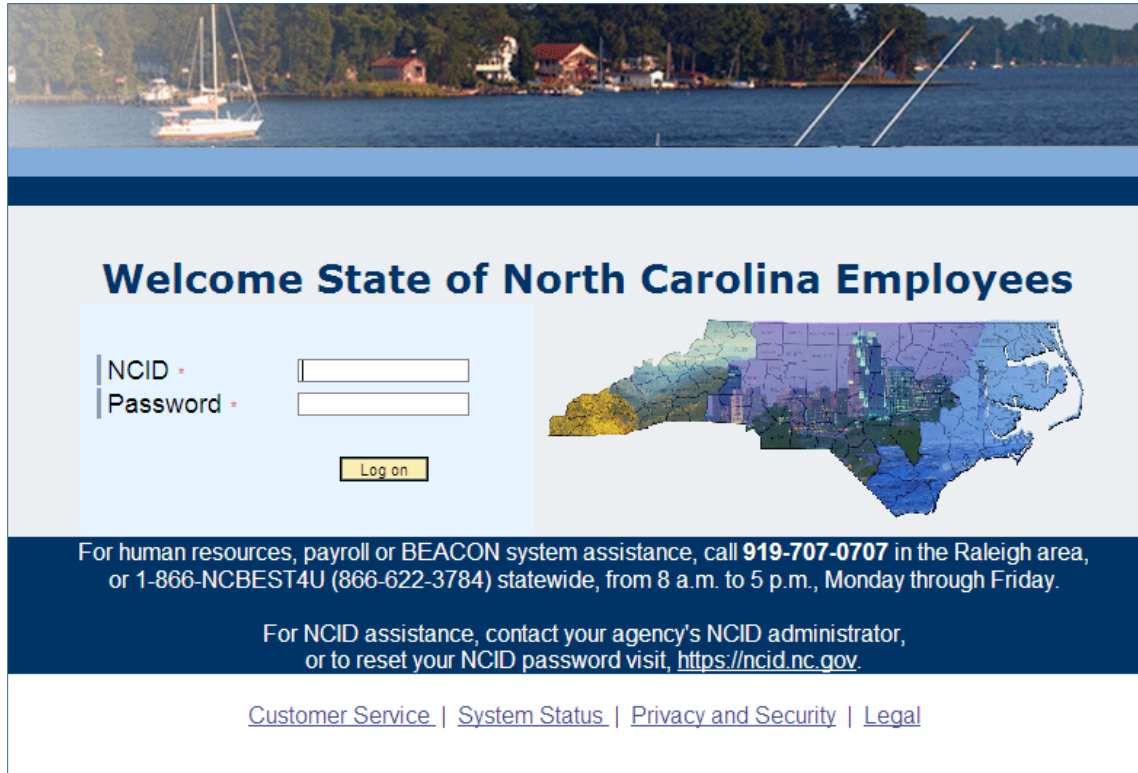 Welcome State of North Carolina Employees
NCID *
Password *
Log on
For human resources, payroll or BEACON system assistance, call 919-707-0707 in the Raleigh area,
or 1-866-NCBEST4U (866-622-3784) statewide, from 8 a.m. to 5 p.m., Monday through Friday.
For NCID assistance, contact your agency's NCID administrator,
or to reset your NCID password visit, https://ncid.nc.gov.
Customer Service | System Status | Privacy and Security | Legal